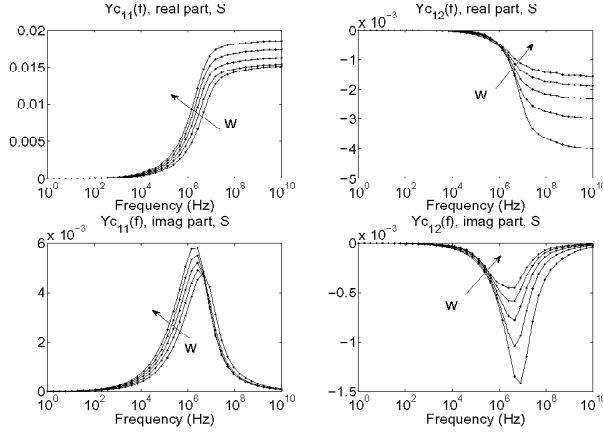 Yc11(f), real part, S
0.02
0.015
0.01
0.005
0
W
10^0 10^2 10^4 10^6 10^8 10^10
Frequency (Hz)
Yc12(f), real part, S
x 10^-3
0
-1
-2
-3
-4
-5
W
10^0 10^2 10^4 10^6 10^8 10^10
Frequency (Hz)
Yc11(f), imag part, S
x 10^-3
6
4
2
0
W
10^0 10^2 10^4 10^6 10^8 10^10
Frequency (Hz)
Yc12(f), imag part, S
x 10^-3
0
-0.5
-1
-1.5
W
10^0 10^2 10^4 10^6 10^8 10^10
Frequency (Hz)